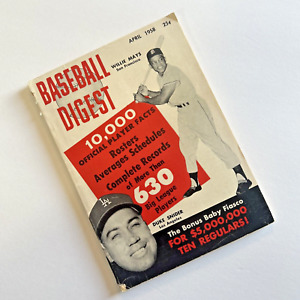 APRIL 1958 25¢
WILLIE MAYS
San Francisco
BASEBALL
DIGEST
10,000
OFFICIAL PLAYER FACTS
Rosters
Averages Schedules
Complete Records
of More Than
630
Big League
Players
LA
DUKE SNIDER
Los Angeles
The Bonus Baby Fiasco
FOR $5,000,000
TEN REGULARS!